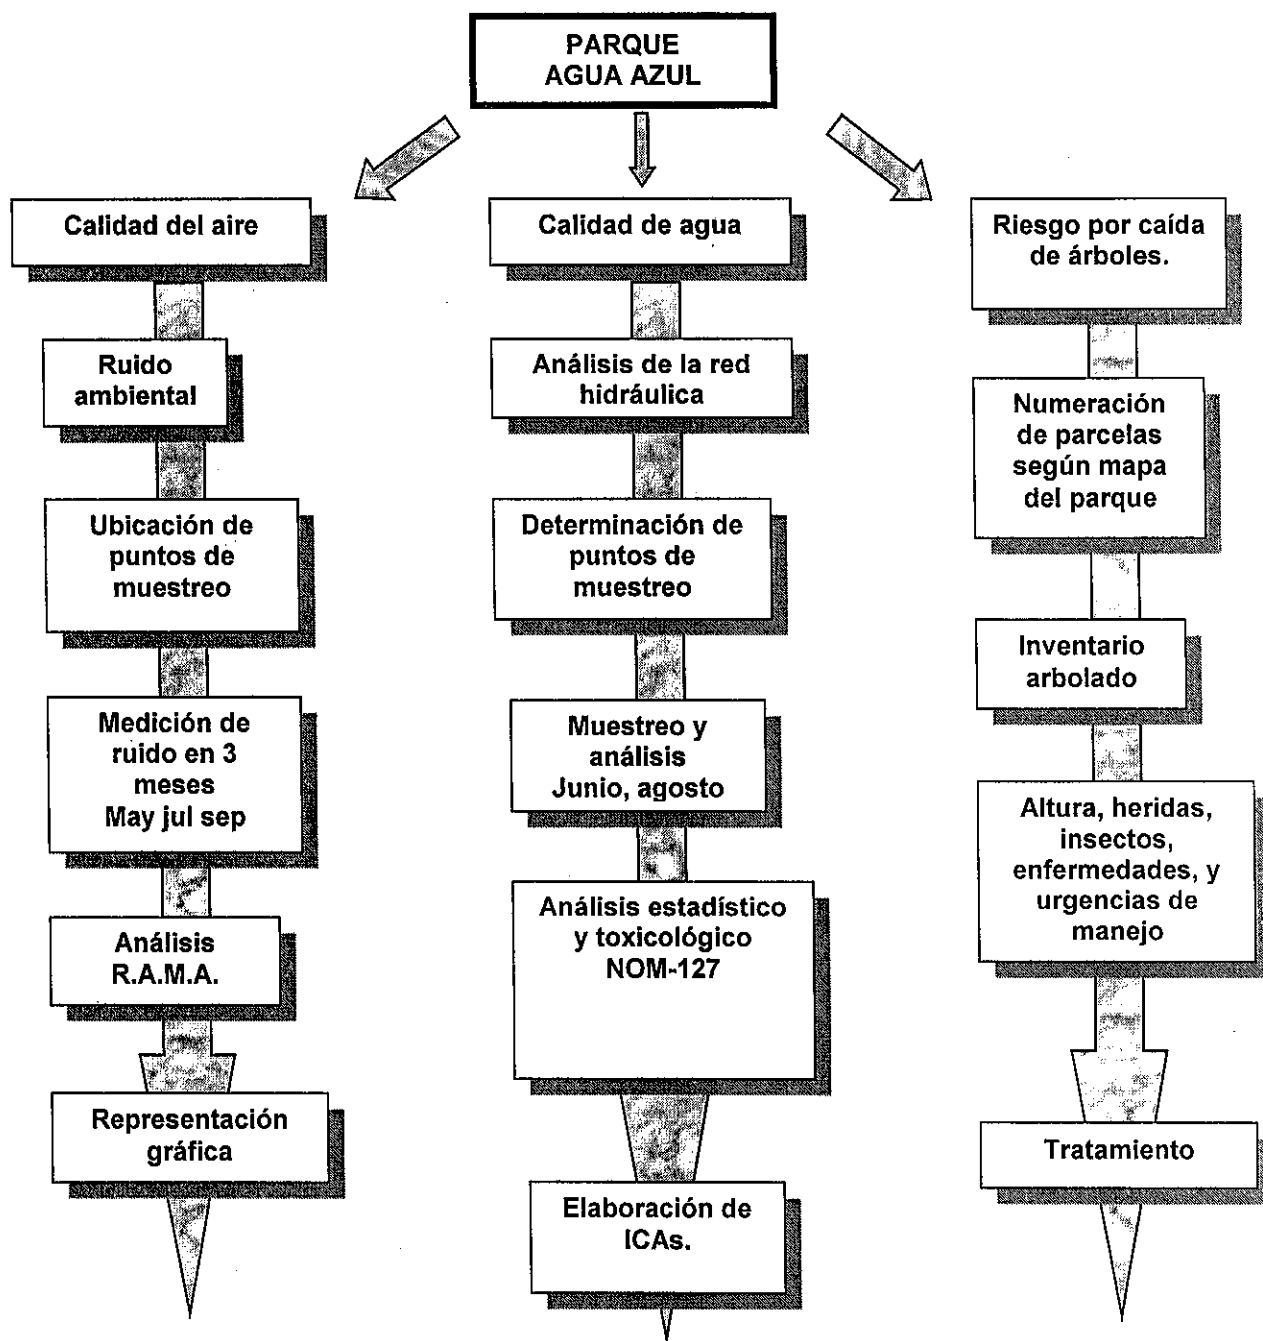 PARQUE
AGUA AZUL
Calidad del aire
Ruido
ambiental
Ubicación de
puntos de
muestreo
Medición de
ruido en 3
meses
May jul sep
Análisis
R.A.M.A.
Representación
gráfica
Calidad de agua
Análisis de la red
hidráulica
Determinación de
puntos de
muestreo
Muestreo y
análisis
Junio, agosto
Análisis estadístico
y toxicológico
NOM-127
Elaboración de
ICAs.
Riesgo por caída
de árboles.
Numeración
de parcelas
según mapa
del parque
Inventario
arbolado
Altura, heridas,
insectos,
enfermedades, y
urgencias de
manejo
Tratamiento